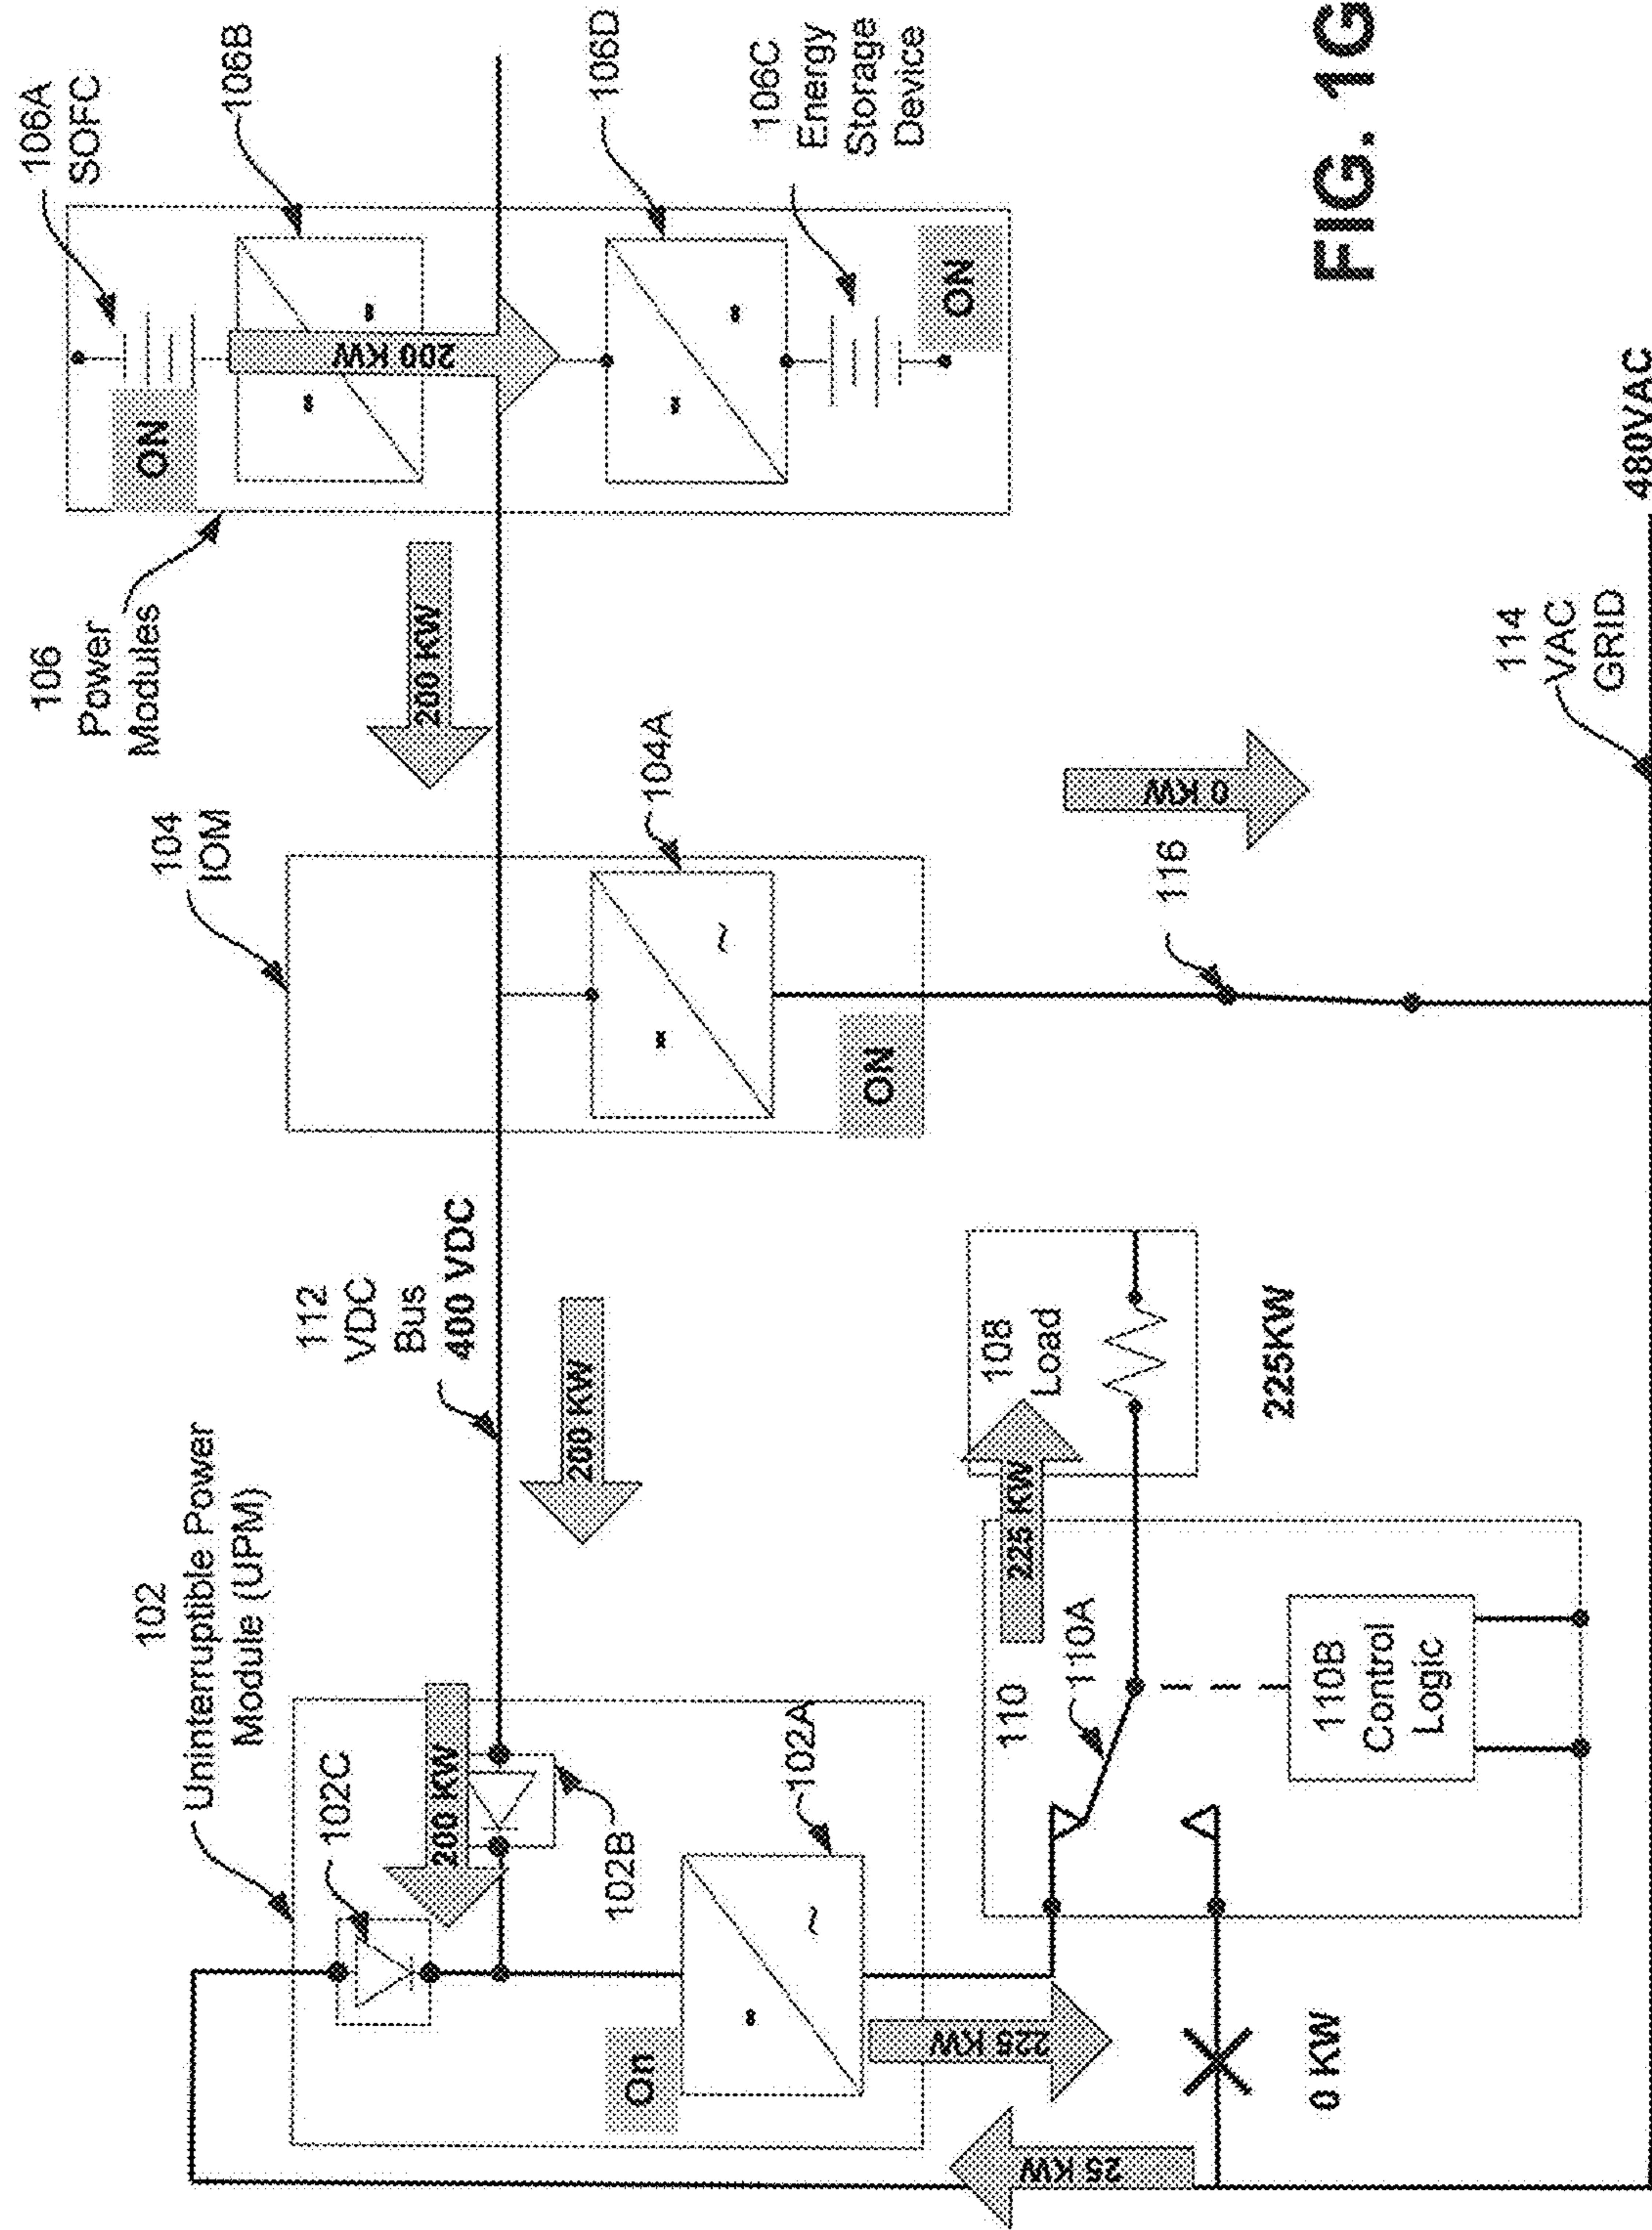 106A
SOFC
106B
106D
106C
Energy
Storage
Device
ON
200 KW
ON
106
Power
Modules
200 KW
104
IOM
104A
ON
0 KW
116
114
VAC
GRID
480VAC
112
VDC
Bus
400 VDC
200 KW
102
Uninterruptible Power
Module (UPM)
102C
200 KW
102B
102A
On
225 KW
25 KW
0 KW
110
110A
110B
Control
Logic
225 KW
108
Load
225KW
FIG. 1G